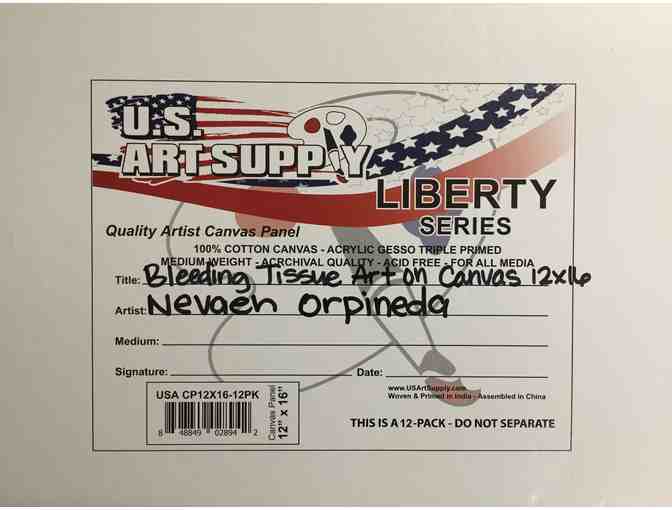 U.S.
ART SUPPLY
LIBERTY
SERIES
Quality Artist Canvas Panel
100% COTTON CANVAS - ACRYLIC GESSO TRIPLE PRIMED
MEDIUM WEIGHT - ACRCHIVAL QUALITY - ACID FREE - FOR ALL MEDIA
Title: Bleeding Tissue Art on Canvas 12x16
Artist: Nevaeh Orpineda
Medium:
Signature: Date:
USA CP12X16-12PK
8 48849 02894 2
Canvas Panel
12" x 16"
www.USArtSupply.com
Woven & Primed in India - Assembled in China
THIS IS A 12-PACK - DO NOT SEPARATE